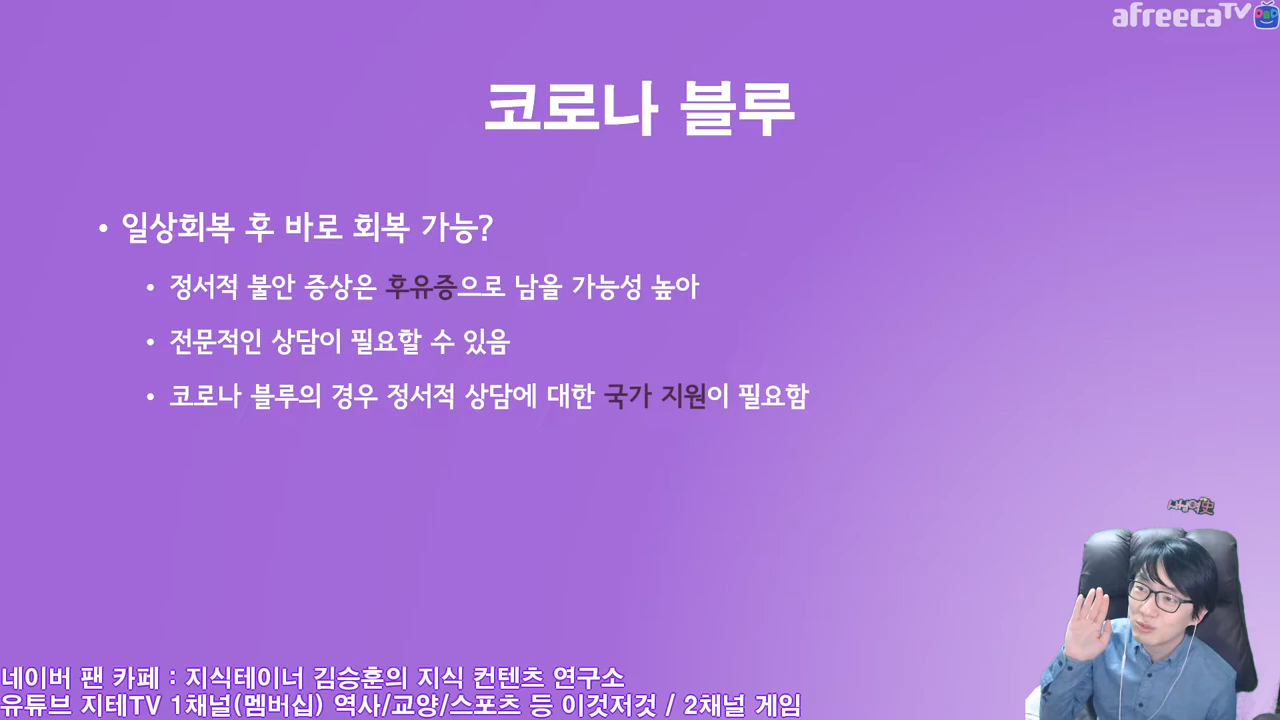 afreecaTV
코로나 블루
• 일상회복 후 바로 회복 가능?
• 정서적 불안 증상은 후유증으로 남을 가능성 높아
• 전문적인 상담이 필요할 수 있음
• 코로나 블루의 경우 정서적 상담에 대한 국가 지원이 필요함
네이버 팬 카페 : 지식테이너 김승훈의 지식 컨텐츠 연구소
유튜브 지테TV 1채널(멤버십) 역사/교양/스포츠 등 이것저것 / 2채널 게임